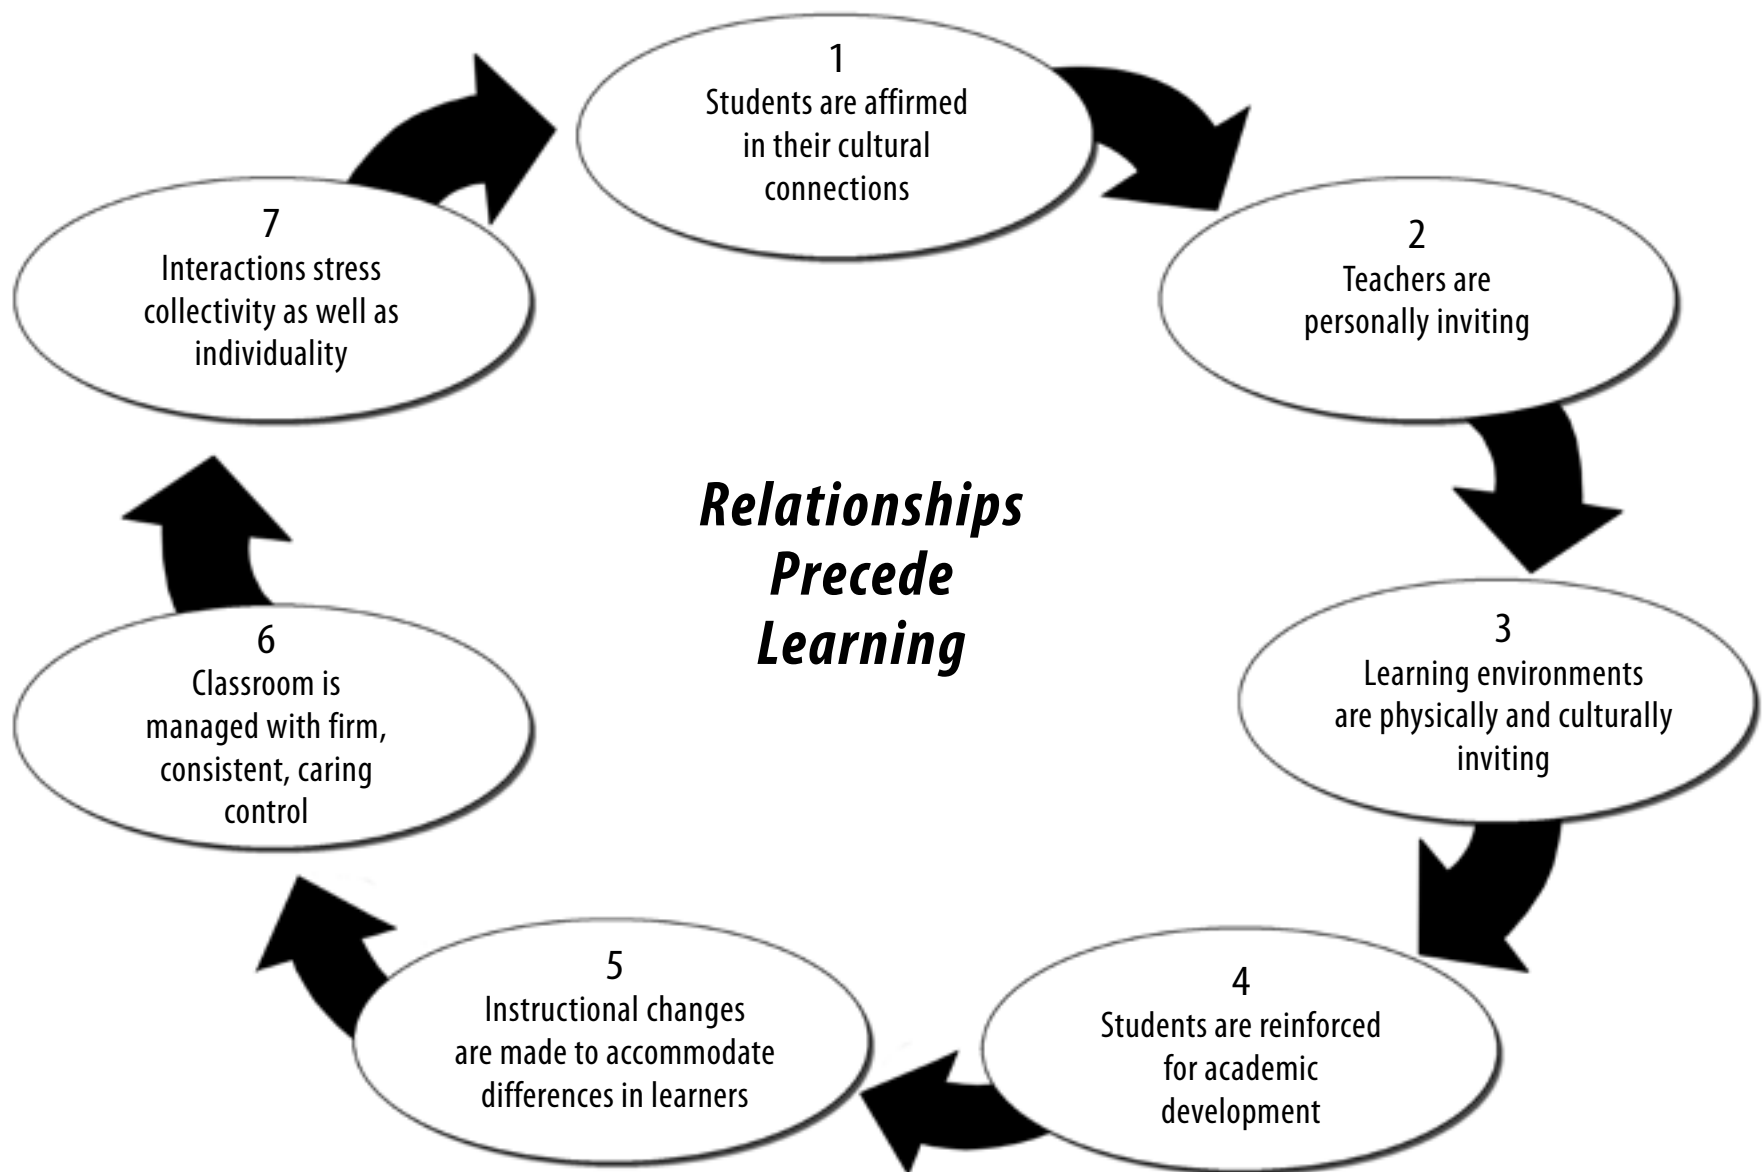 1
Students are affirmed
in their cultural
connections
2
Teachers are
personally inviting
3
Learning environments
are physically and culturally
inviting
4
Students are reinforced
for academic
development
5
Instructional changes
are made to accommodate
differences in learners
6
Classroom is
managed with firm,
consistent, caring
control
7
Interactions stress
collectivity as well as
individuality
Relationships
Precede
Learning